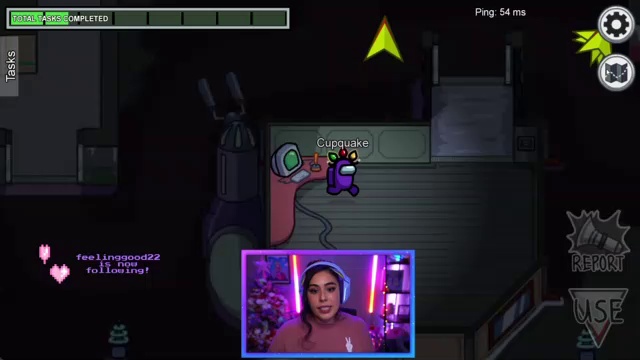 TOTAL TASKS COMPLETED
Ping: 54 ms
Tasks
Cupquake
feelinggood22
is now
following!
REPORT
USE